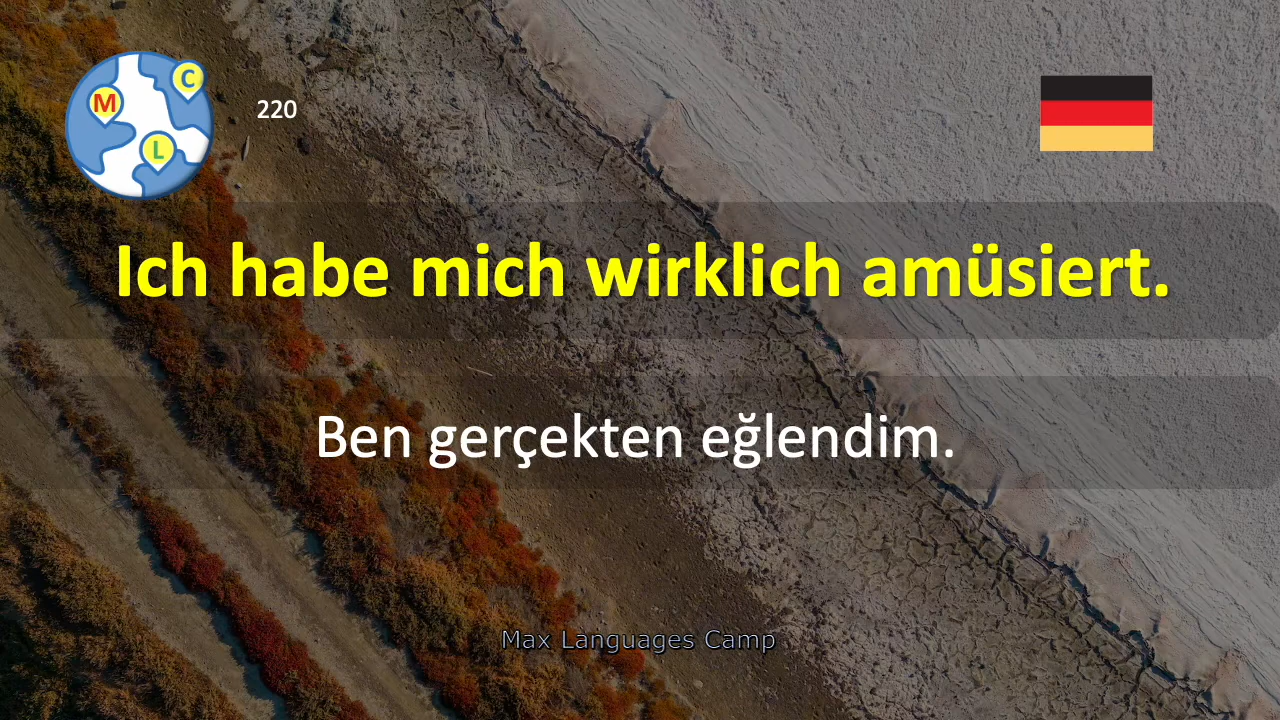 M
C
L
220
Ich habe mich wirklich amüsiert.
Ben gerçekten eğlendim.
Max Languages Camp